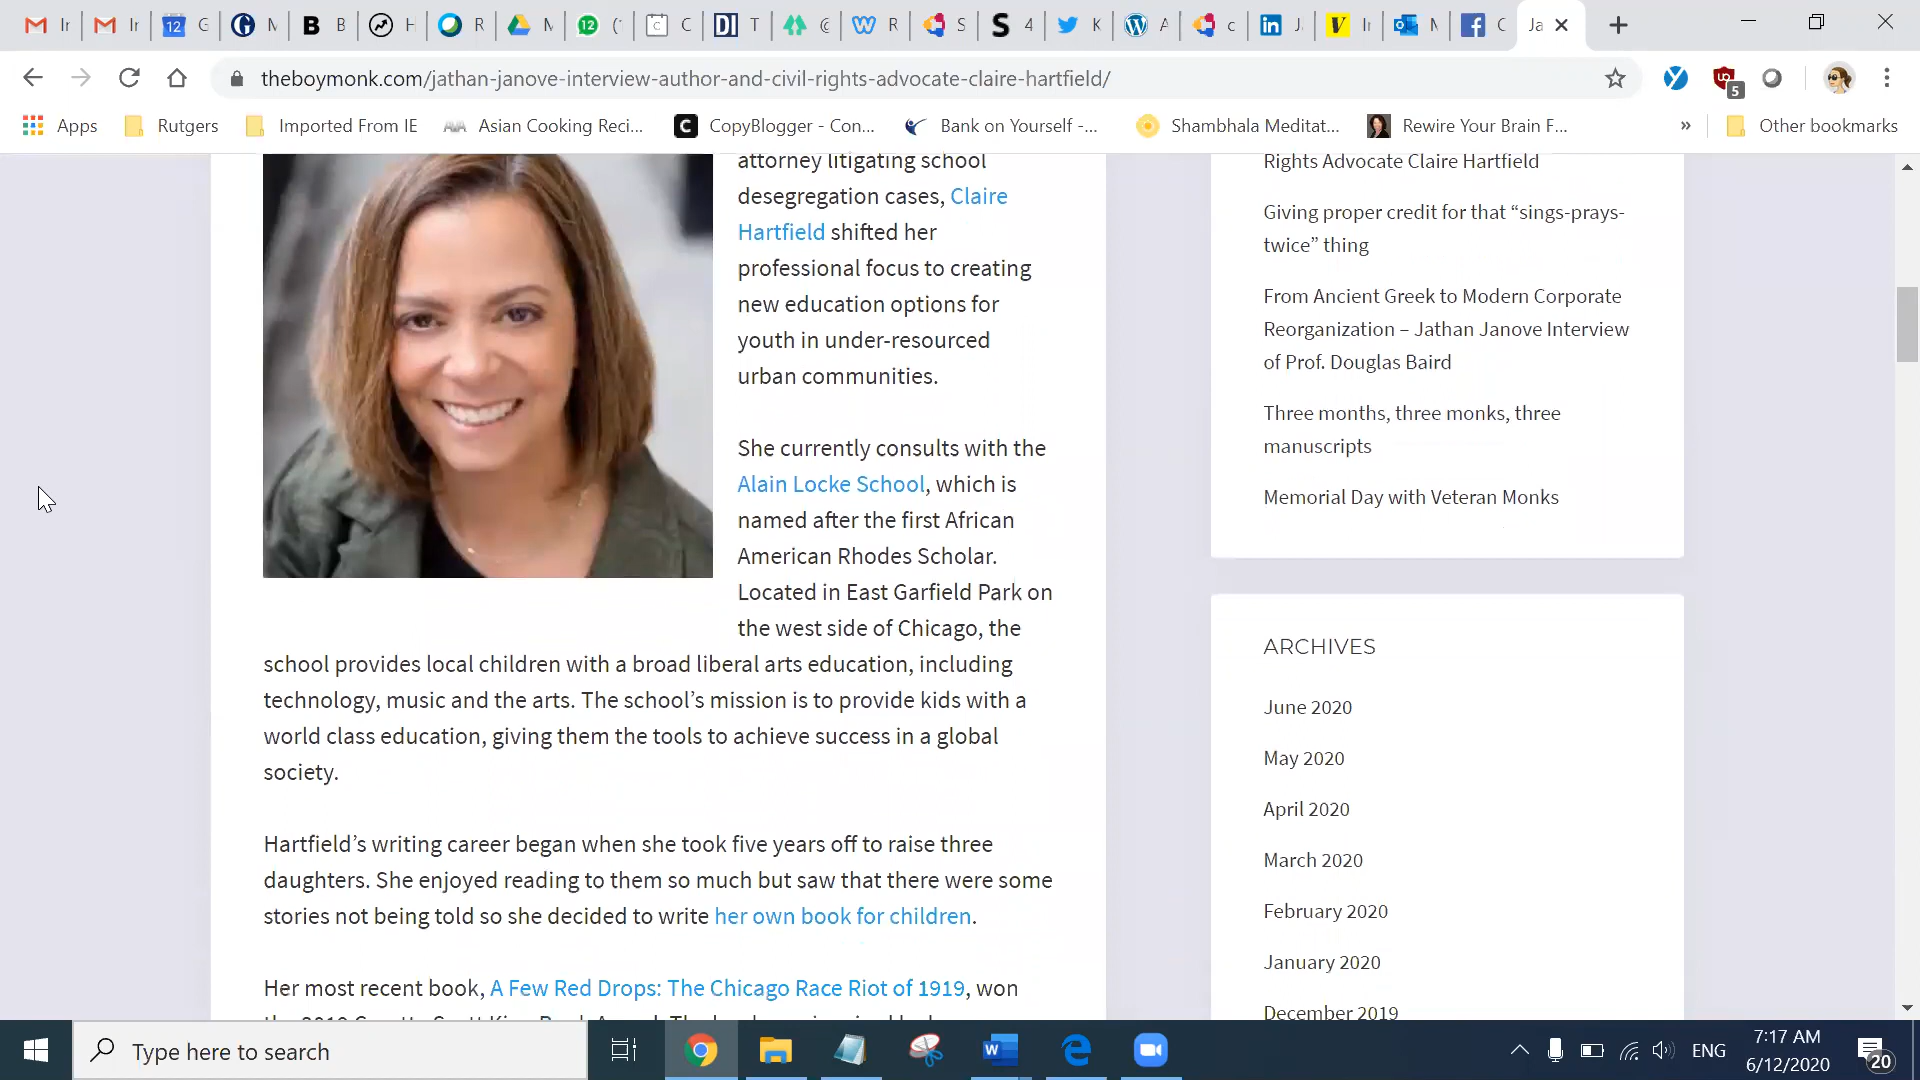 Ir
Ir
12
G
M
B
B
H
R
M
12
(
C
DJ
T
@
R
S
S
4
K
A
c
in
J
V
Ir
M
C
Ja
theboymonk.com/jathan-janove-interview-author-and-civil-rights-advocate-claire-hartfield/
5
Apps
Rutgers
Imported From IE
Asian Cooking Reci...
C
CopyBlogger - Con...
Bank on Yourself -...
Shambhala Meditat...
Rewire Your Brain F...
»
Other bookmarks
attorney litigating school
desegregation cases, Claire
Hartfield shifted her
professional focus to creating
new education options for
youth in under-resourced
urban communities.
She currently consults with the
Alain Locke School, which is
named after the first African
American Rhodes Scholar.
Located in East Garfield Park on
the west side of Chicago, the
school provides local children with a broad liberal arts education, including
technology, music and the arts. The school’s mission is to provide kids with a
world class education, giving them the tools to achieve success in a global
society.
Hartfield’s writing career began when she took five years off to raise three
daughters. She enjoyed reading to them so much but saw that there were some
stories not being told so she decided to write her own book for children.
Her most recent book, A Few Red Drops: The Chicago Race Riot of 1919, won
Rights Advocate Claire Hartfield
Giving proper credit for that “sings-prays-
twice” thing
From Ancient Greek to Modern Corporate
Reorganization – Jathan Janove Interview
of Prof. Douglas Baird
Three months, three monks, three
manuscripts
Memorial Day with Veteran Monks
ARCHIVES
June 2020
May 2020
April 2020
March 2020
February 2020
January 2020
December 2019
Type here to search
ENG
7:17 AM
6/12/2020
20